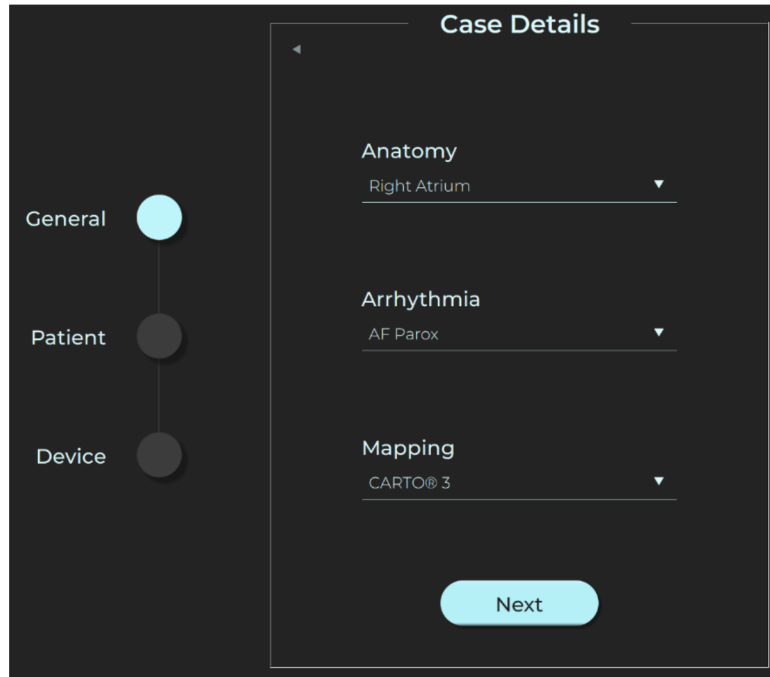 Case Details
General
Patient
Device
Anatomy
Right Atrium
Arrhythmia
AF Parox
Mapping
CARTO® 3
Next